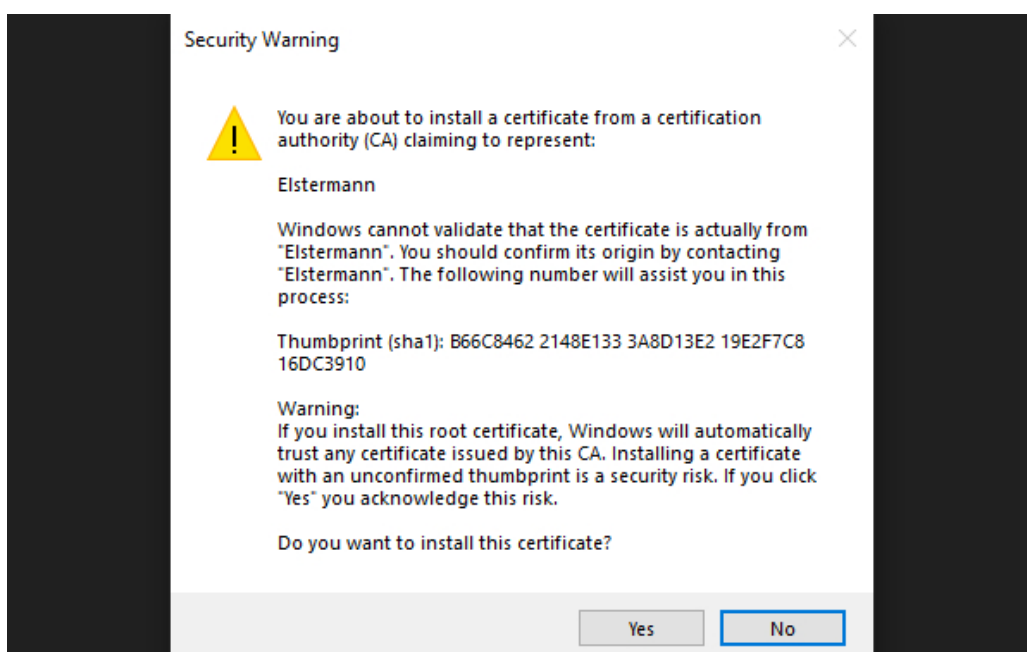 Security Warning
You are about to install a certificate from a certification
authority (CA) claiming to represent:
Elstermann
Windows cannot validate that the certificate is actually from
"Elstermann". You should confirm its origin by contacting
"Elstermann". The following number will assist you in this
process:
Thumbprint (sha1): B66C8462 2148E133 3A8D13E2 19E2F7C8
16DC3910
Warning:
If you install this root certificate, Windows will automatically
trust any certificate issued by this CA. Installing a certificate
with an unconfirmed thumbprint is a security risk. If you click
"Yes" you acknowledge this risk.
Do you want to install this certificate?
Yes No